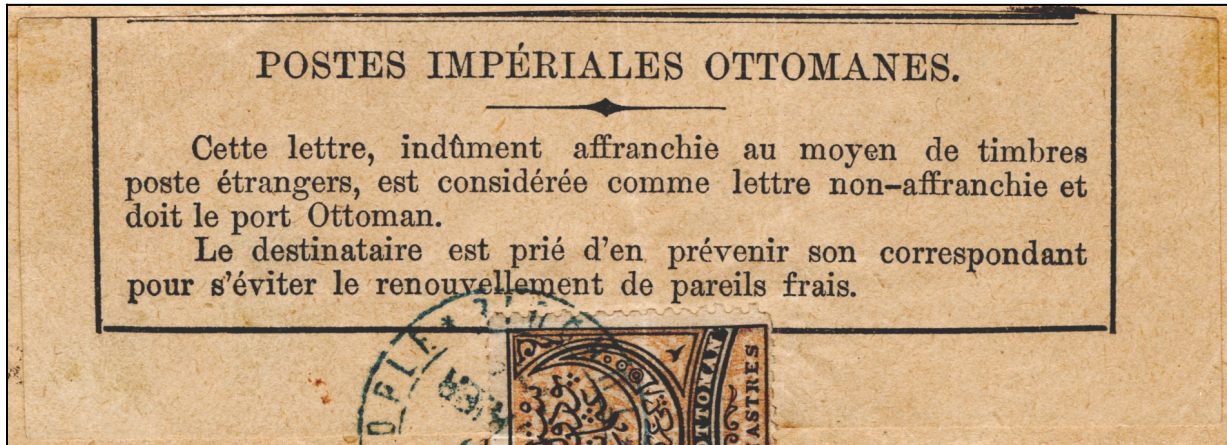 POSTES IMPÉRIALES OTTOMANES.
Cette lettre, indûment affranchie au moyen de timbres
poste étrangers, est considérée comme lettre non-affranchie et
doit le port Ottoman.
Le destinataire est prié d'en prévenir son correspondant
pour s'éviter le renouvellement de pareils frais.
OTTOMAN